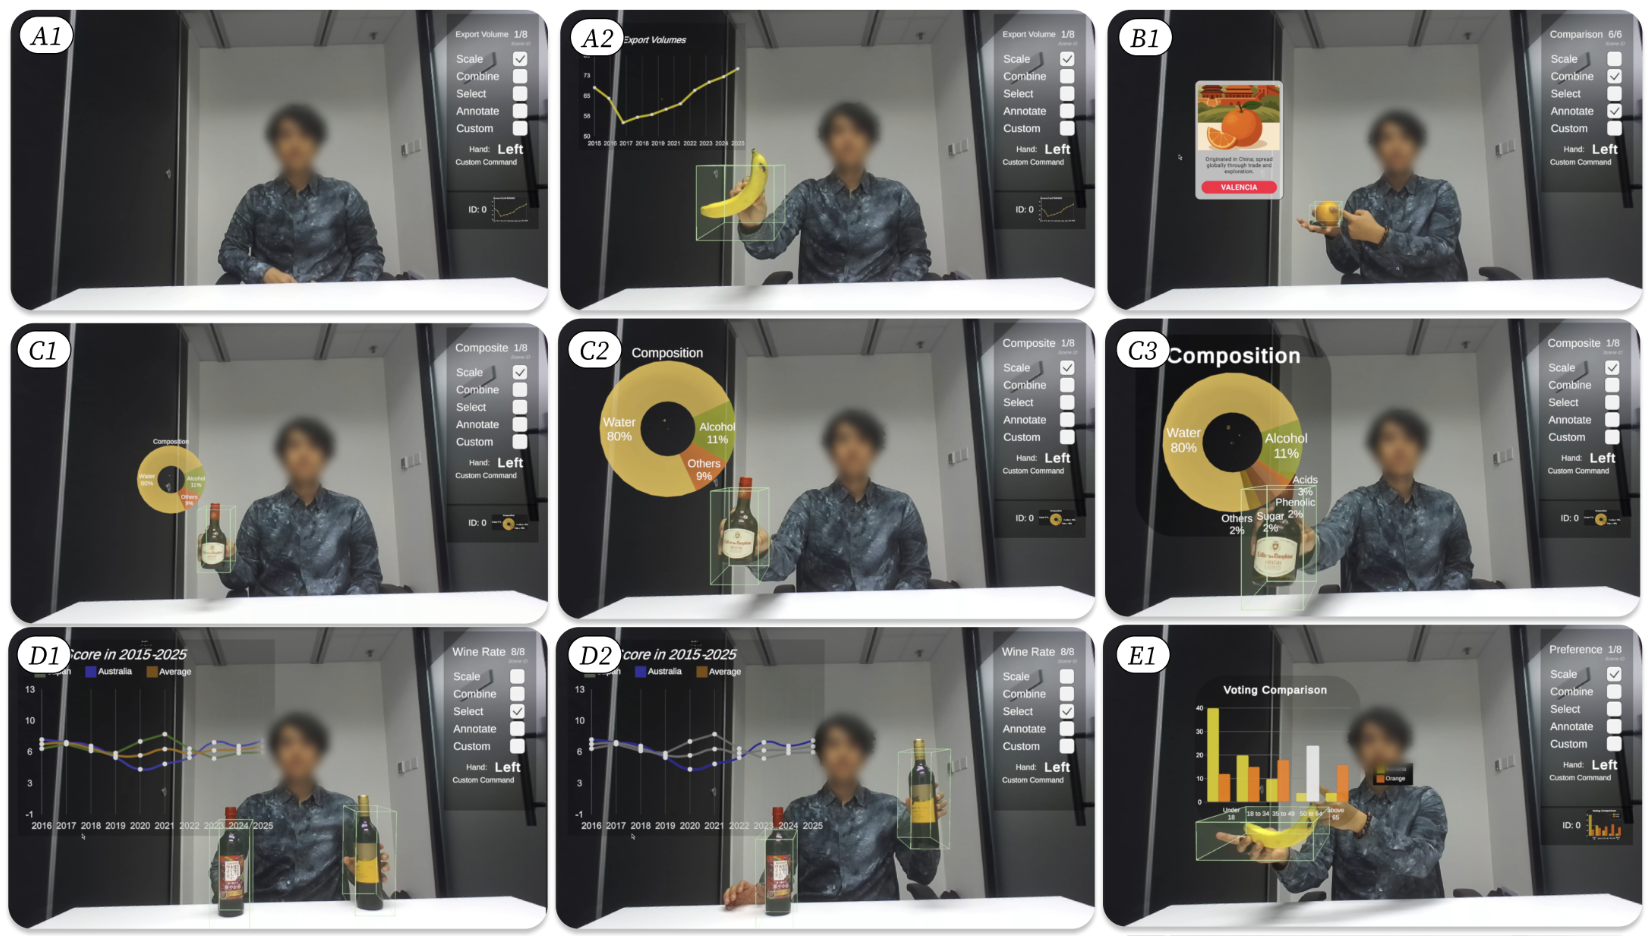 A1
Export Volume 1/8
Scale
Combine
Select
Annotate
Custom
Hand: Left
Custom Command
ID: 0
A2
Export Volumes
73
65
58
50
2015 2016 2017 2018 2019 2021 2022 2023 2024 2025
Export Volume 1/8
Scale
Combine
Select
Annotate
Custom
Hand: Left
Custom Command
ID: 0
B1
Originated in China; spread
globally through trade and
exploration.
VALENCIA
Comparison 6/6
Scale
Combine
Select
Annotate
Custom
Hand: Left
Custom Command
C1
Composition
Water
80%
Alcohol
11%
Others
9%
Composite 1/8
Scale
Combine
Select
Annotate
Custom
Hand: Left
Custom Command
ID: 0
C2
Composition
Water
80%
Alcohol
11%
Others
9%
Composite 1/8
Scale
Combine
Select
Annotate
Custom
Hand: Left
Custom Command
ID: 0
C3
Composition
Water
80%
Alcohol
11%
Acids
3%
Phenolic
2%
Sugar
2%
Others
2%
Composite 1/8
Scale
Combine
Select
Annotate
Custom
Hand: Left
Custom Command
ID: 0
D1
core in 2015-2025
Australia
Average
13
10
6
3
-1
2016 2017 2018 2019 2020 2021 2022 2023 2024 2025
Wine Rate 8/8
Scale
Combine
Select
Annotate
Custom
Hand: Left
Custom Command
D2
core in 2015-2025
Australia
Average
13
10
6
3
-1
2016 2017 2018 2019 2020 2021 2022 2023 2024 2025
Wine Rate 8/8
Scale
Combine
Select
Annotate
Custom
Hand: Left
Custom Command
E1
Voting Comparison
40
30
20
10
0
Under
18
18 to 34
35 to 49
50 to 64
above
65
Orange
Preference 1/8
Scale
Combine
Select
Annotate
Custom
Hand: Left
Custom Command
ID: 0